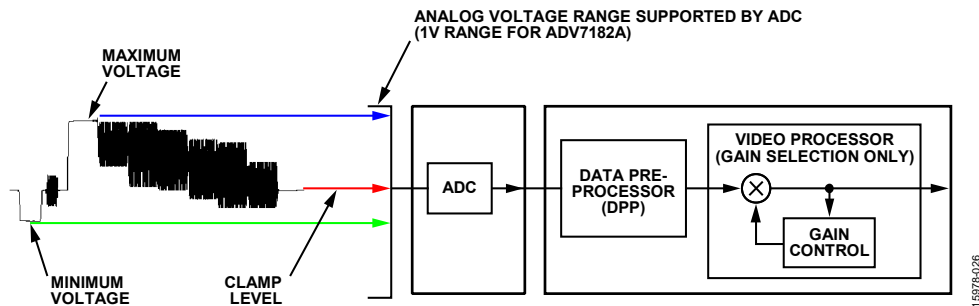 ANALOG VOLTAGE RANGE SUPPORTED BY ADC
(1V RANGE FOR ADV7182A)
MAXIMUM
VOLTAGE
VIDEO PROCESSOR
(GAIN SELECTION ONLY)
ADC
DATA PRE-
PROCESSOR
(DPP)
GAIN
CONTROL
MINIMUM
VOLTAGE
CLAMP
LEVEL
15978-026